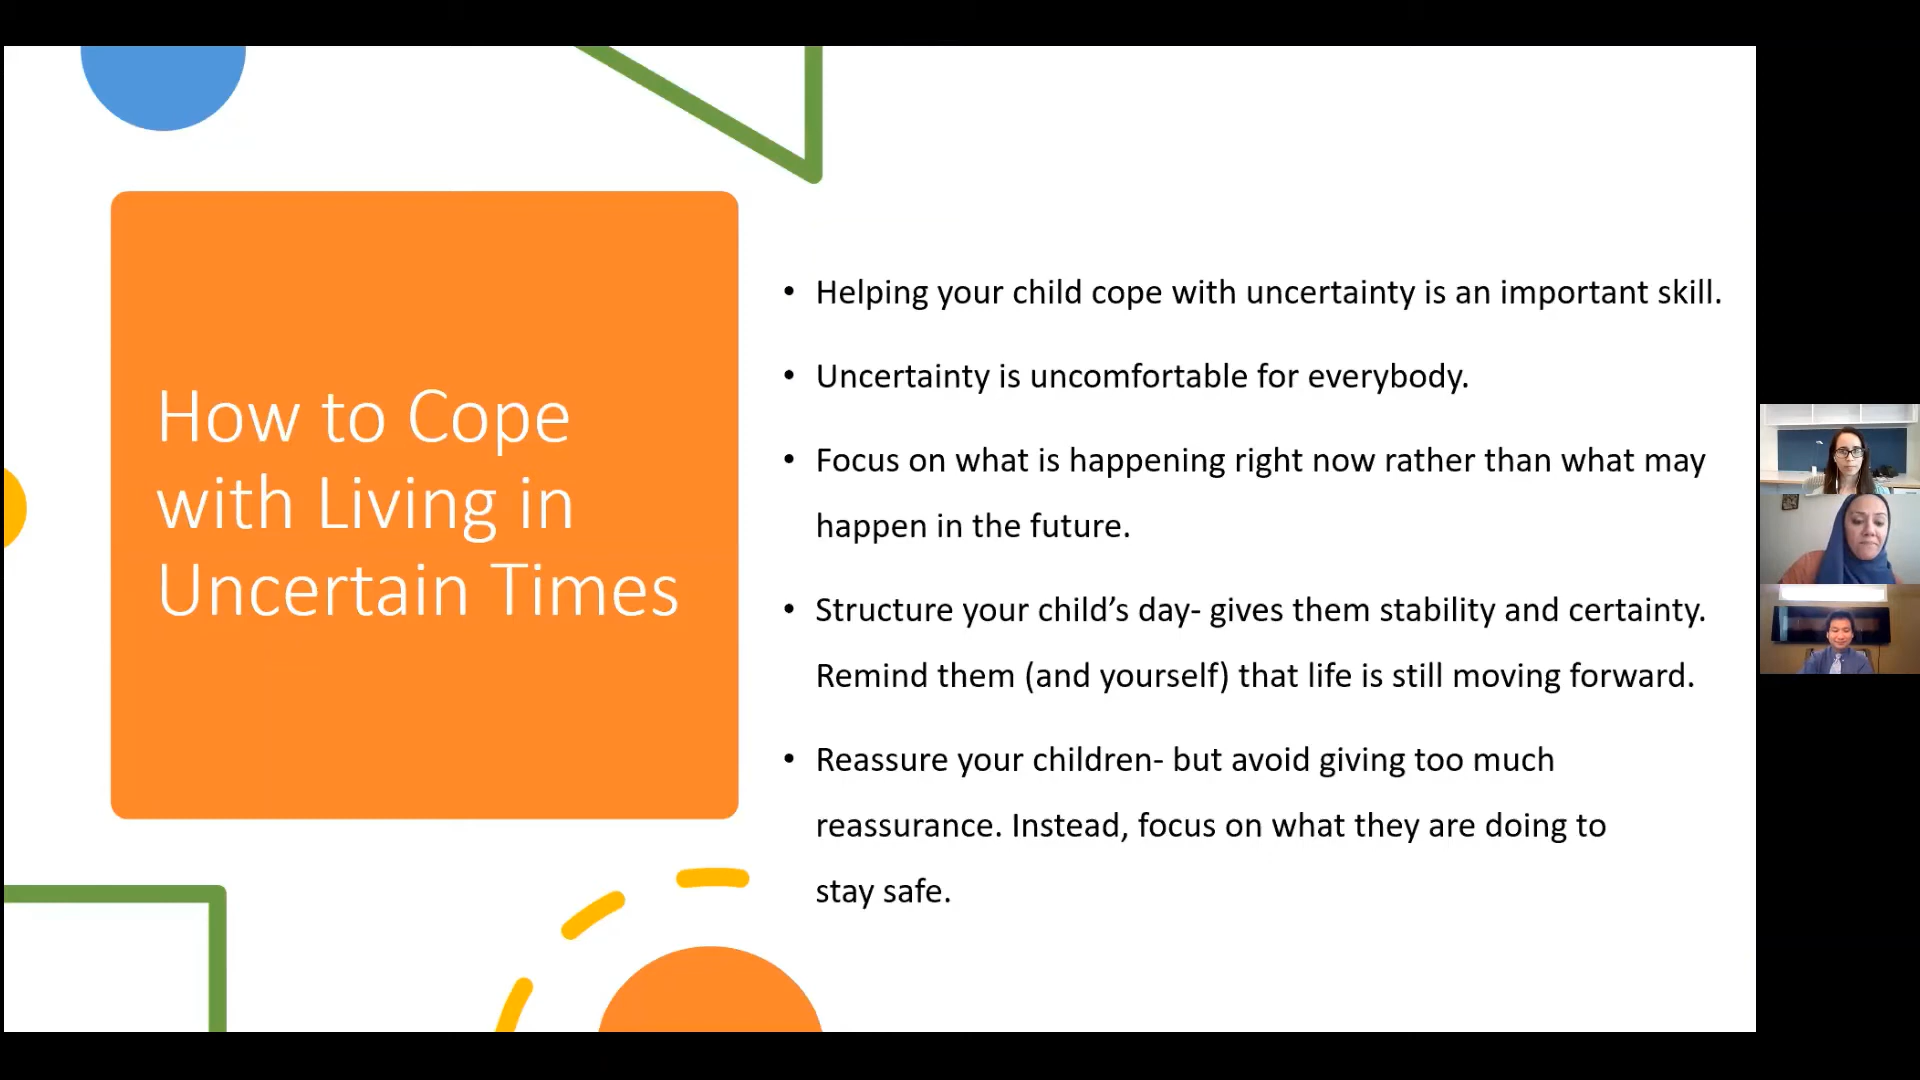 How to Cope
with Living in
Uncertain Times
• Helping your child cope with uncertainty is an important skill.
• Uncertainty is uncomfortable for everybody.
• Focus on what is happening right now rather than what may
happen in the future.
• Structure your child’s day- gives them stability and certainty.
Remind them (and yourself) that life is still moving forward.
• Reassure your children- but avoid giving too much
reassurance. Instead, focus on what they are doing to
stay safe.